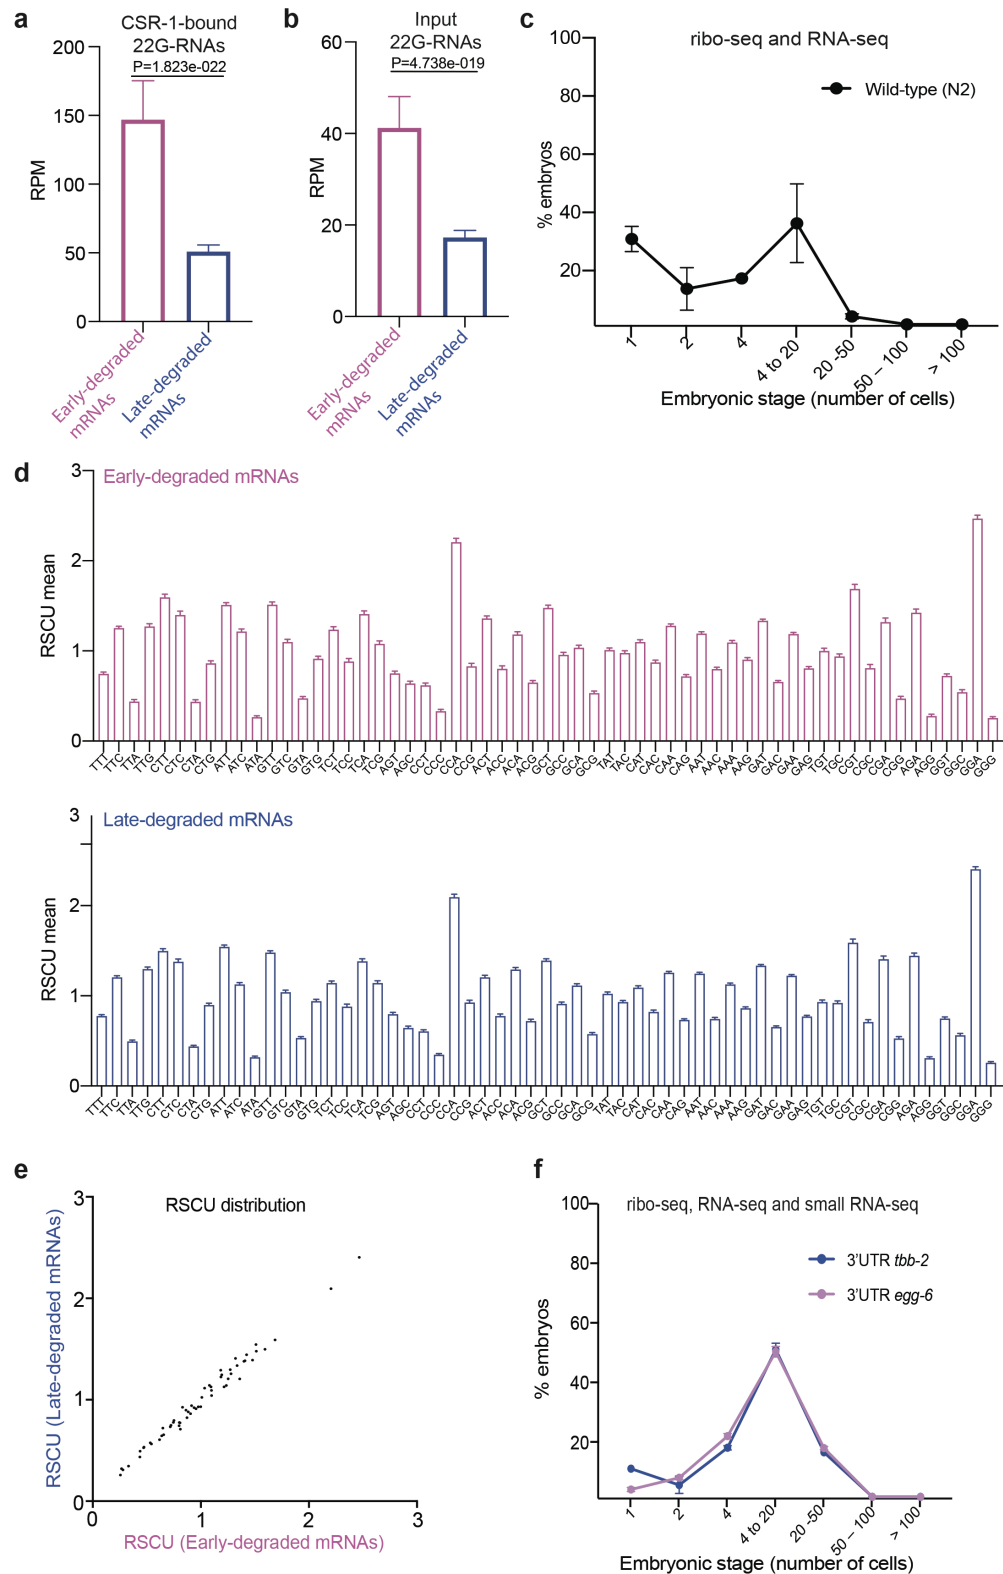 a
CSR-1-bound
22G-RNAs
P=1.823e-022
200
150
100
50
0
RPM
Early-degraded
mRNAs
Late-degraded
mRNAs
b
Input
22G-RNAs
P=4.738e-019
60
40
20
0
RPM
Early-degraded
mRNAs
Late-degraded
mRNAs
c
ribo-seq and RNA-seq
Wild-type (N2)
100
80
60
40
20
% embryos
1
2
4
4 to 20
20 -50
50 – 100
> 100
Embryonic stage (number of cells)
d
Early-degraded mRNAs
3
2
1
0
RSCU mean
TTT TTC TTA TTG CTT CTC CTA CTG ATT ATC ATA GTT GTC GTA GTG TCT TCC TCA TCG AGT AGC CCT CCC CCA CCG ACT ACC ACA ACG GCT GCC GCA GCG TAT TAC CAT CAC CAA CAG AAT AAC AAA AAG GAT GAC GAA GAG TGT TGC CGT CGC CGA CGG AGA AGG GGT GGC GGA GGG
Late-degraded mRNAs
3
2
1
0
RSCU mean
TTT TTC TTA TTG CTT CTC CTA CTG ATT ATC ATA GTT GTC GTA GTG TCT TCC TCA TCG AGT AGC CCT CCC CCA CCG ACT ACC ACA ACG GCT GCC GCA GCG TAT TAC CAT CAC CAA CAG AAT AAC AAA AAG GAT GAC GAA GAG TGT TGC CGT CGC CGA CGG AGA AGG GGT GGC GGA GGG
e
RSCU distribution
3
2
1
0
RSCU (Late-degraded mRNAs)
0
1
2
3
RSCU (Early-degraded mRNAs)
f
ribo-seq, RNA-seq and small RNA-seq
3'UTR tbb-2
3'UTR egg-6
100
80
60
40
20
% embryos
1
2
4
4 to 20
20 -50
50 – 100
> 100
Embryonic stage (number of cells)